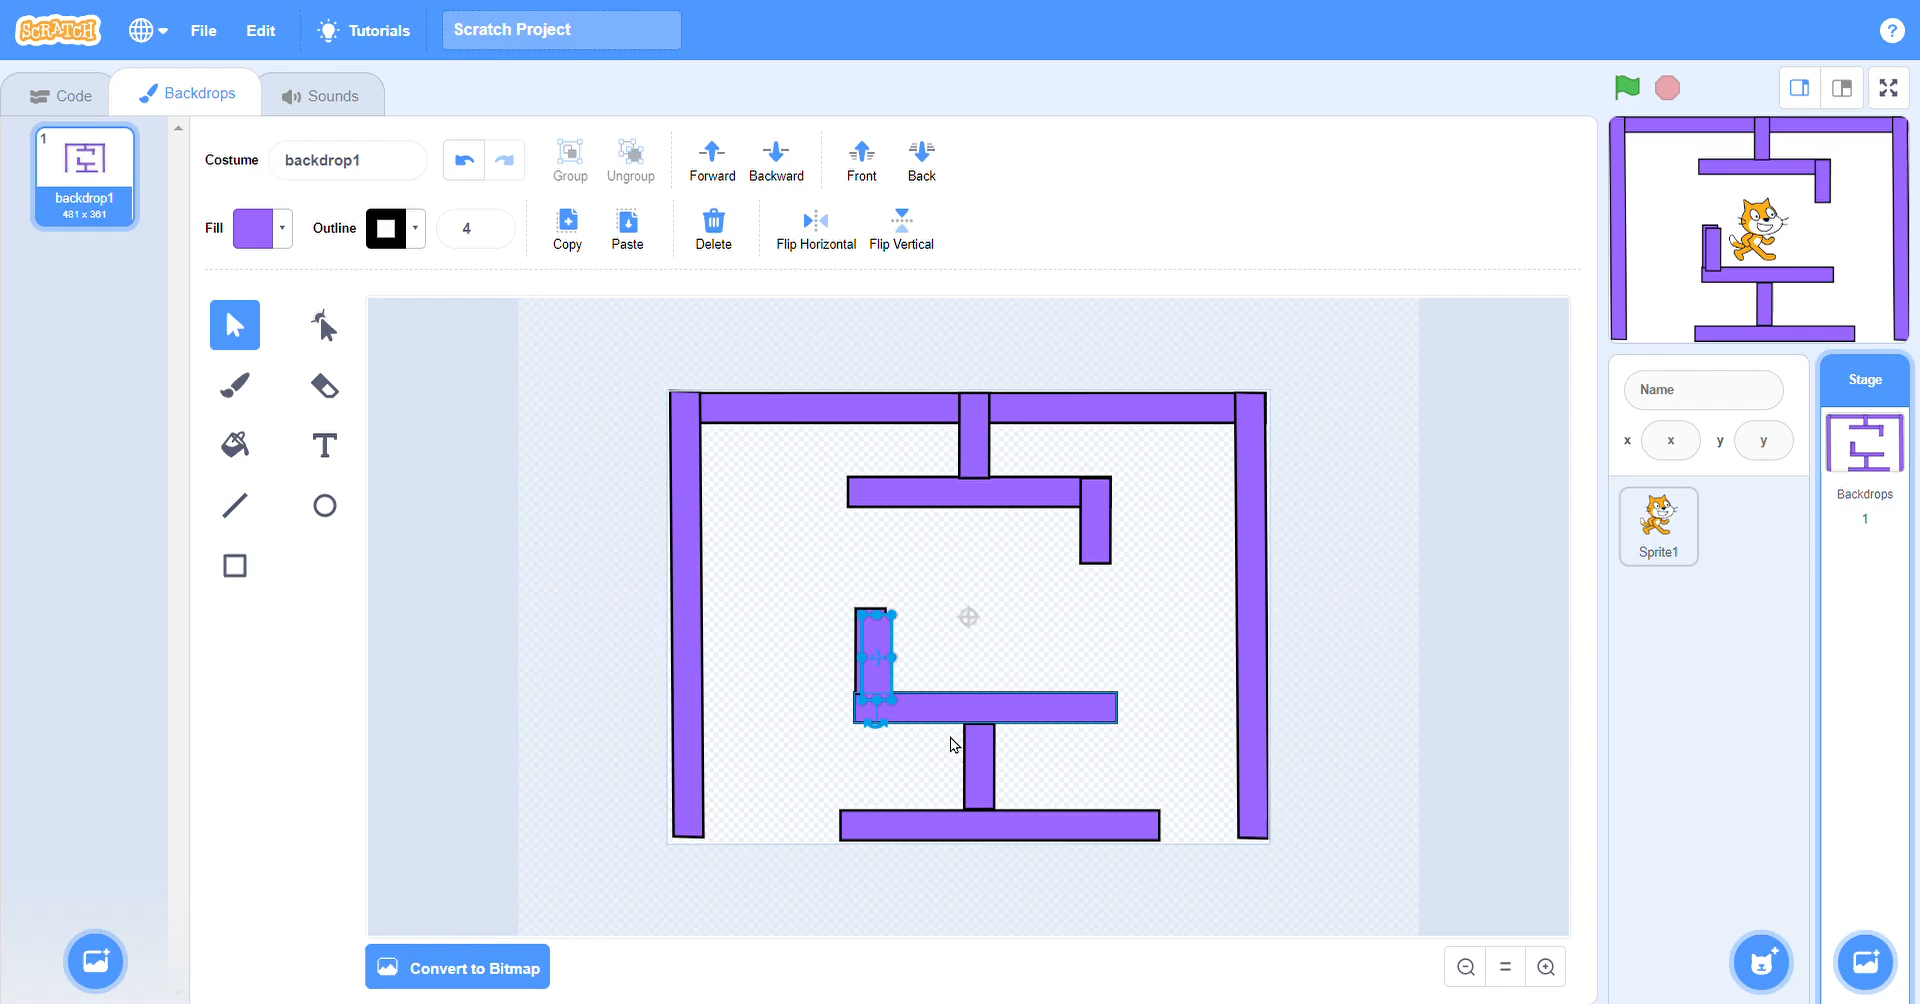 SCRATCH File Edit Tutorials Scratch Project ?
Code Backdrops Sounds
1
backdrop1
481 x 361
Costume backdrop1
Group Ungroup Forward Backward Front Back
Fill Outline 4
Copy Paste Delete Flip Horizontal Flip Vertical
T
Convert to Bitmap
Name
x x y y
Sprite1
Stage
Backdrops
1